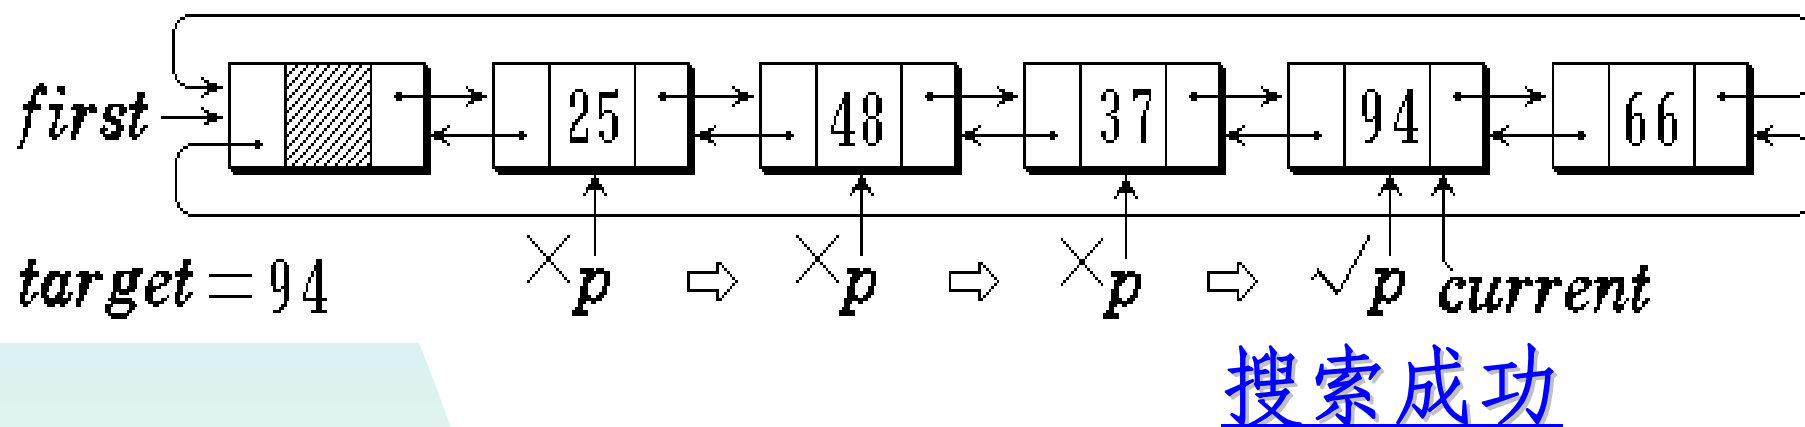 first 25 48 37 94 66
target = 94 ×p ⇨ ×p ⇨ ×p ⇨ √p current
搜索成功